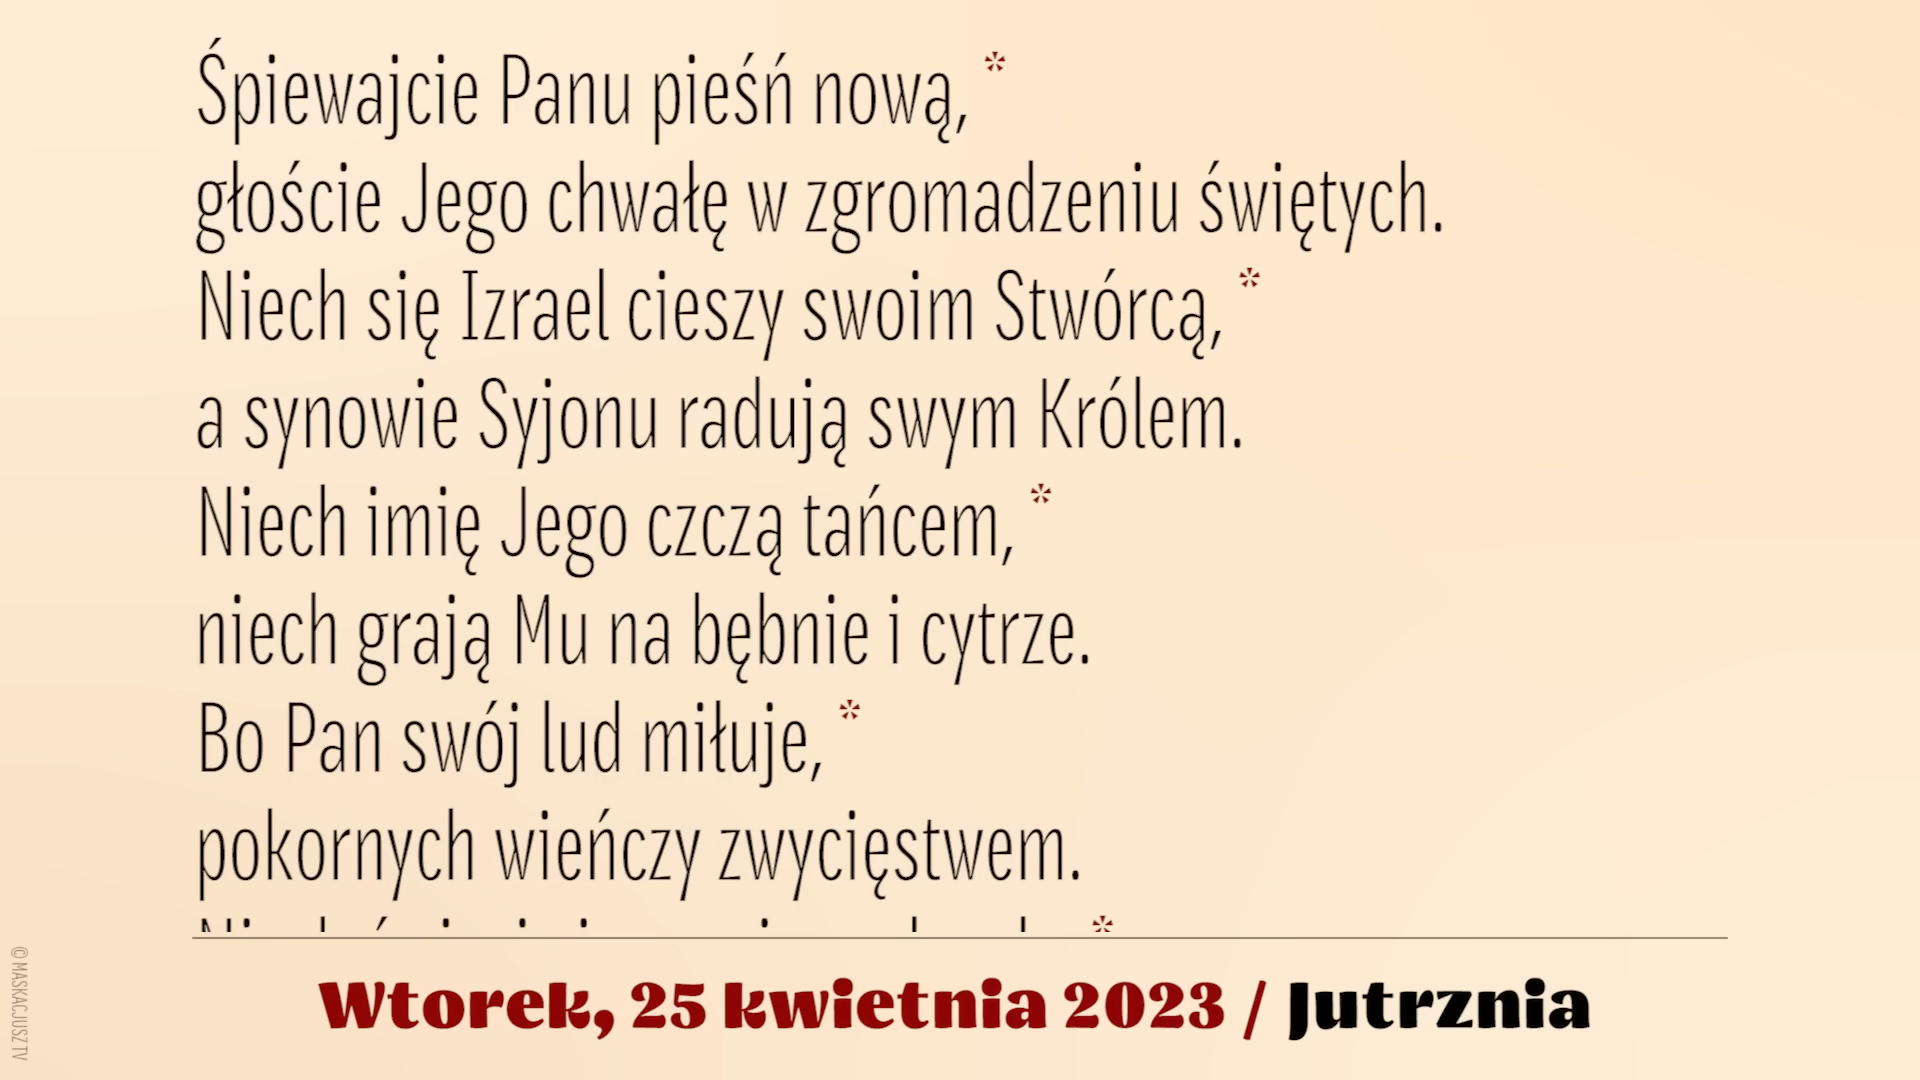 Śpiewajcie Panu pieśń nową, *
głoście Jego chwałę w zgromadzeniu świętych.
Niech się Izrael cieszy swoim Stwórcą, *
a synowie Syjonu radują swym Królem.
Niech imię Jego czczą tańcem, *
niech grają Mu na bębnie i cytrze.
Bo Pan swój lud miłuje, *
pokornych wieńczy zwycięstwem.
*
Wtorek, 25 kwietnia 2023 / Jutrznia
© MASKACJUSZ TV